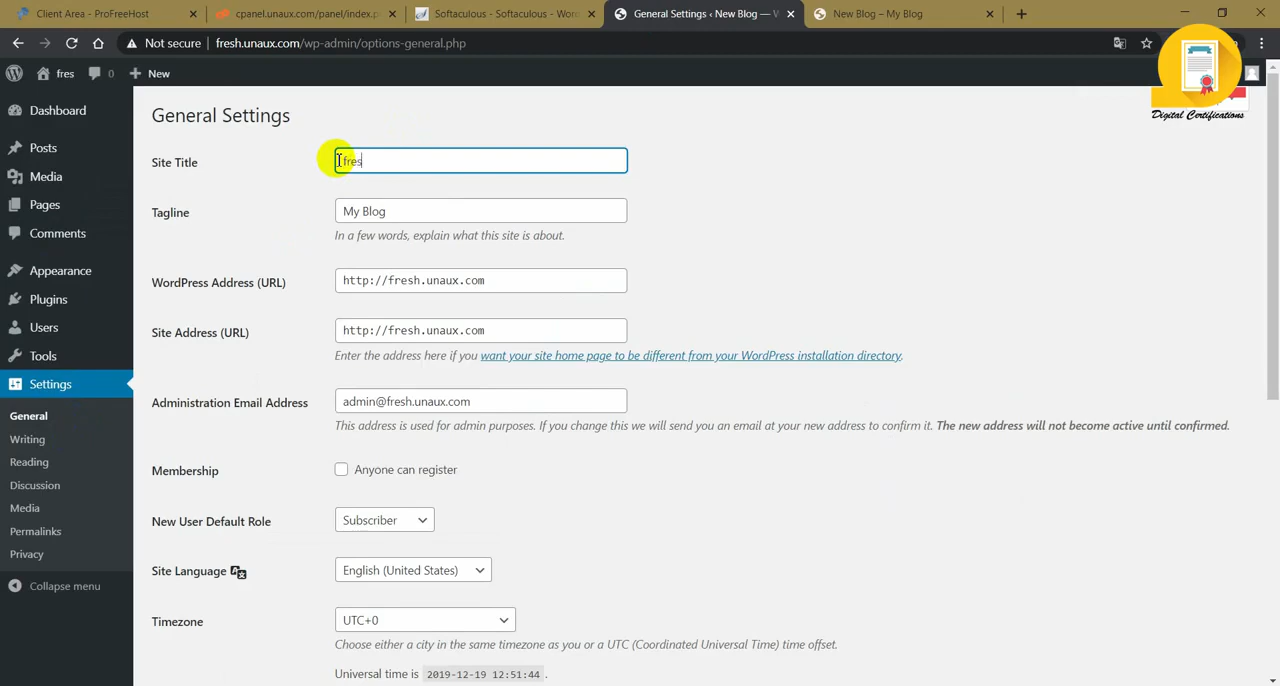 Client Area - ProFreeHost
cpanel.unaux.com/panel/index.p
Softaculous - Softaculous - Wor
General Settings ‹ New Blog —
New Blog – My Blog
Not secure
fresh.unaux.com/wp-admin/options-general.php
fres
0
New
Digital Certifications
Dashboard
Posts
Media
Pages
Comments
Appearance
Plugins
Users
Tools
Settings
General
Writing
Reading
Discussion
Media
Permalinks
Privacy
Collapse menu
General Settings
Site Title
fres
Tagline
My Blog
In a few words, explain what this site is about.
WordPress Address (URL)
http://fresh.unaux.com
Site Address (URL)
http://fresh.unaux.com
Enter the address here if you want your site home page to be different from your WordPress installation directory.
Administration Email Address
admin@fresh.unaux.com
This address is used for admin purposes. If you change this we will send you an email at your new address to confirm it. The new address will not become active until confirmed.
Membership
Anyone can register
New User Default Role
Subscriber
Site Language
English (United States)
Timezone
UTC+0
Choose either a city in the same timezone as you or a UTC (Coordinated Universal Time) time offset.
Universal time is 2019-12-19 12:51:44 .